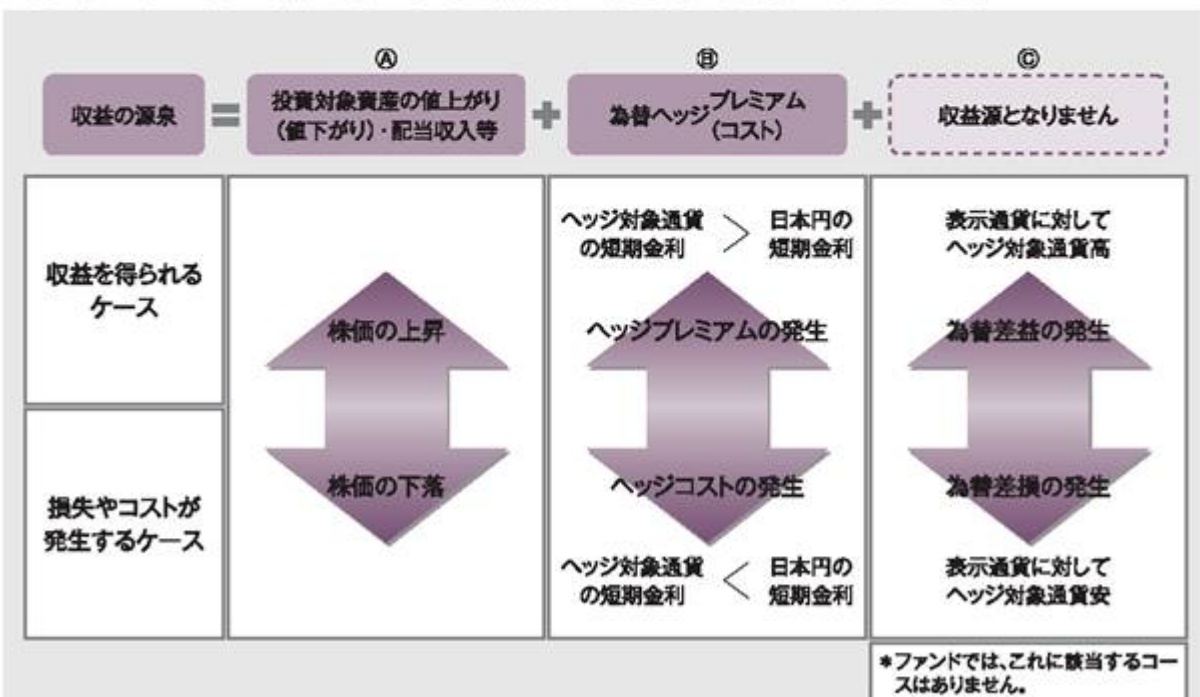 Ⓐ
Ⓑ
Ⓒ
収益の源泉
=
投資対象資産の値上がり
(値下がり)・配当収入等
+
為替ヘッジプレミアム
(コスト)
+
収益源となりません
収益を得られる
ケース
株価の上昇
ヘッジ対象通貨
の短期金利
>
日本円の
短期金利
ヘッジプレミアムの発生
表示通貨に対して
ヘッジ対象通貨高
為替差益の発生
損失やコストが
発生するケース
株価の下落
ヘッジコストの発生
ヘッジ対象通貨
の短期金利
<
日本円の
短期金利
為替差損の発生
表示通貨に対して
ヘッジ対象通貨安
*ファンドでは、これに該当するコー
スはありません。